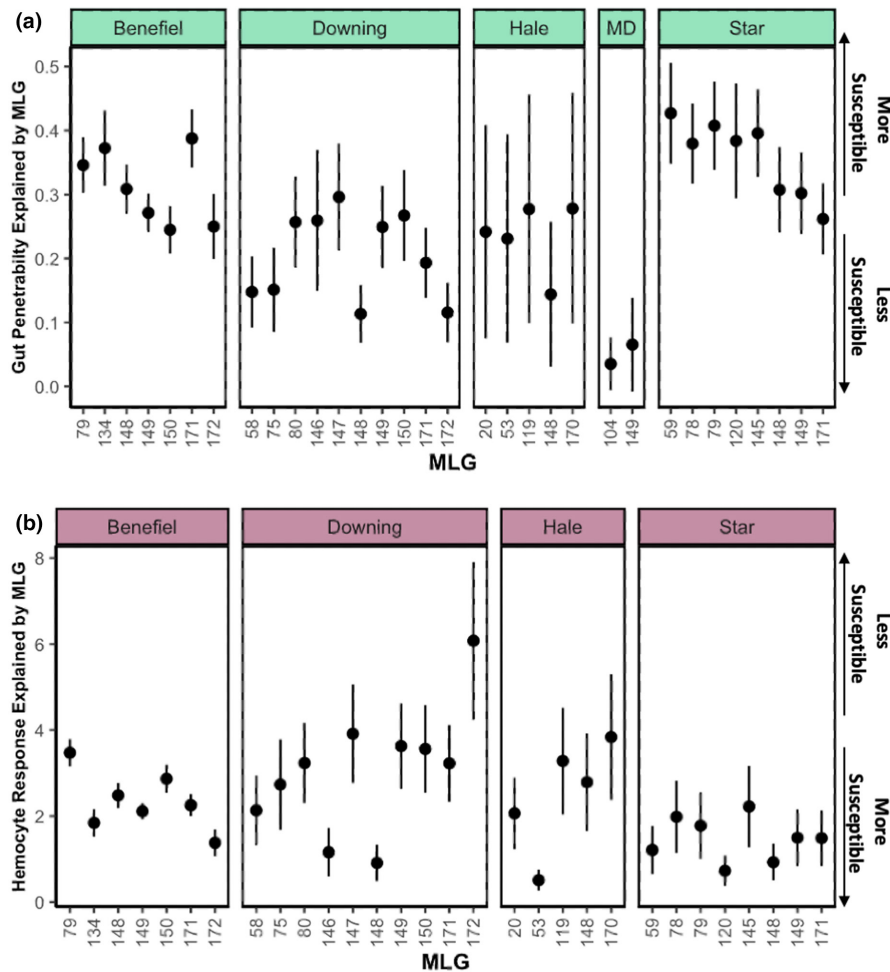 (a)
Benefiel Downing Hale MD Star
Gut Penetrabilty Explained by MLG
0.5
0.4
0.3
0.2
0.1
0.0
79 134 148 149 150 171 172 58 75 80 146 147 148 149 150 171 172 20 53 119 148 170 104 149 59 78 79 120 145 148 149 171
MLG
More
Susceptible
Less
Susceptible
(b)
Benefiel Downing Hale Star
Hemocyte Response Explained by MLG
8
6
4
2
0
79 134 148 149 150 171 172 58 75 80 146 147 148 149 150 171 172 20 53 119 148 170 59 78 79 120 145 148 149 171
MLG
Less
Susceptible
More
Susceptible